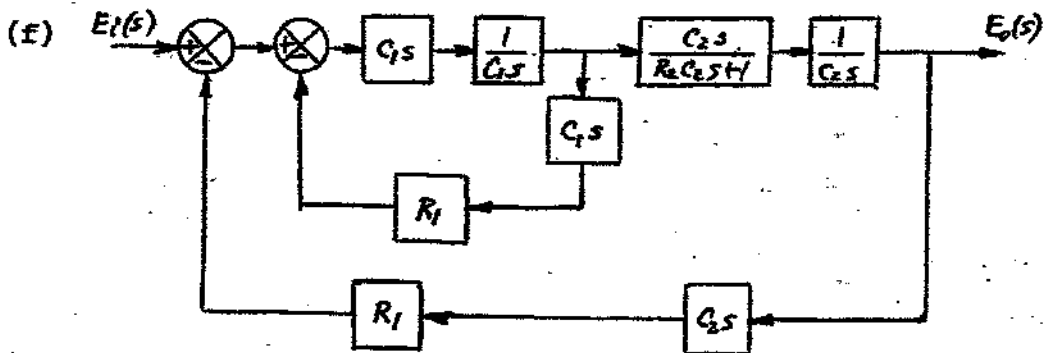 (f) Ei(s) + − + − C₁s 1/C₁s C₂s/R₂C₂s+1 1/C₂s Eo(s)
C₁s
R₁
R₁ C₂s